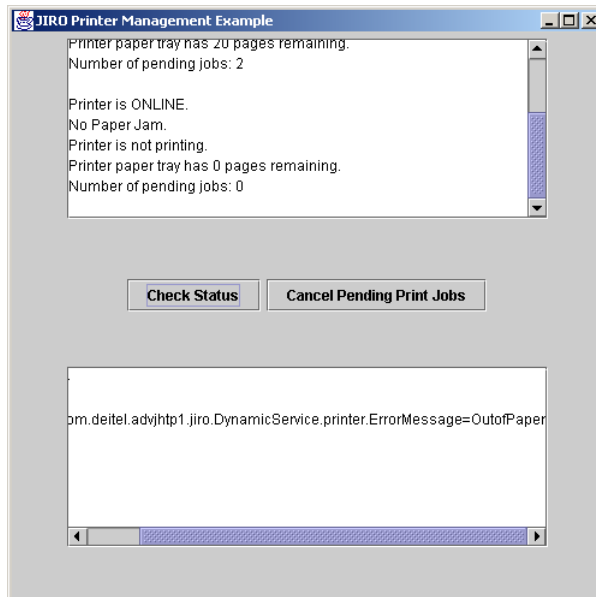 JIRO Printer Management Example
Printer paper tray has 20 pages remaining.
Number of pending jobs: 2
Printer is ONLINE.
No Paper Jam.
Printer is not printing.
Printer paper tray has 0 pages remaining.
Number of pending jobs: 0
Check Status
Cancel Pending Print Jobs
om.deitel.advjhtp1.jiro.DynamicService.printer.ErrorMessage=OutofPaper